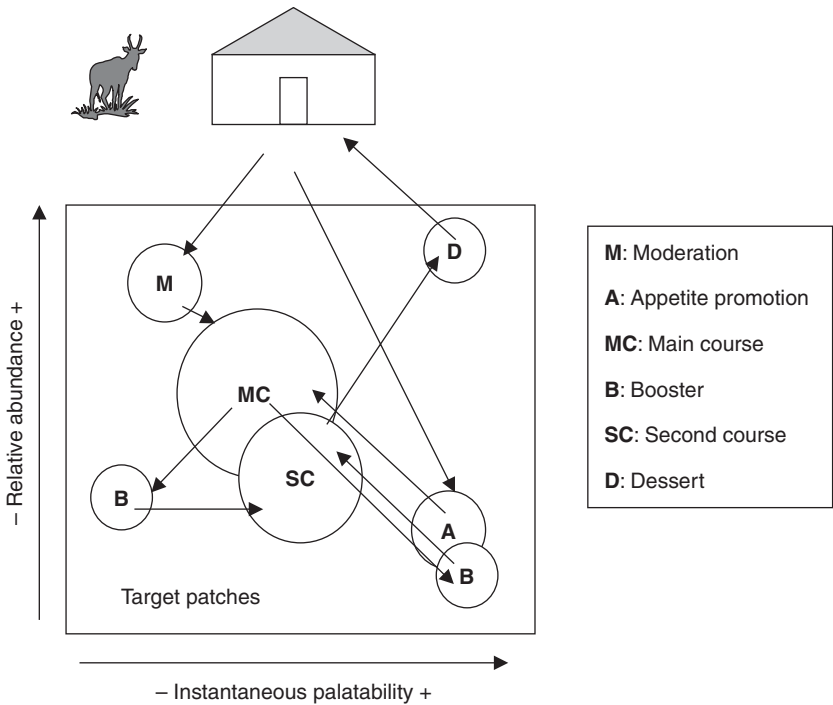 D
M
MC
SC
B
A
B
Target patches
– Relative abundance +
– Instantaneous palatability +
M: Moderation
A: Appetite promotion
MC: Main course
B: Booster
SC: Second course
D: Dessert